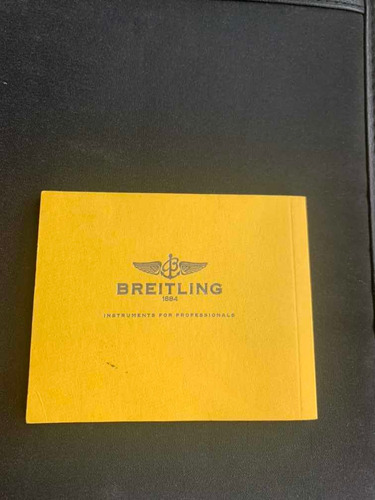 BREITLING
1884
INSTRUMENTS FOR PROFESSIONALS